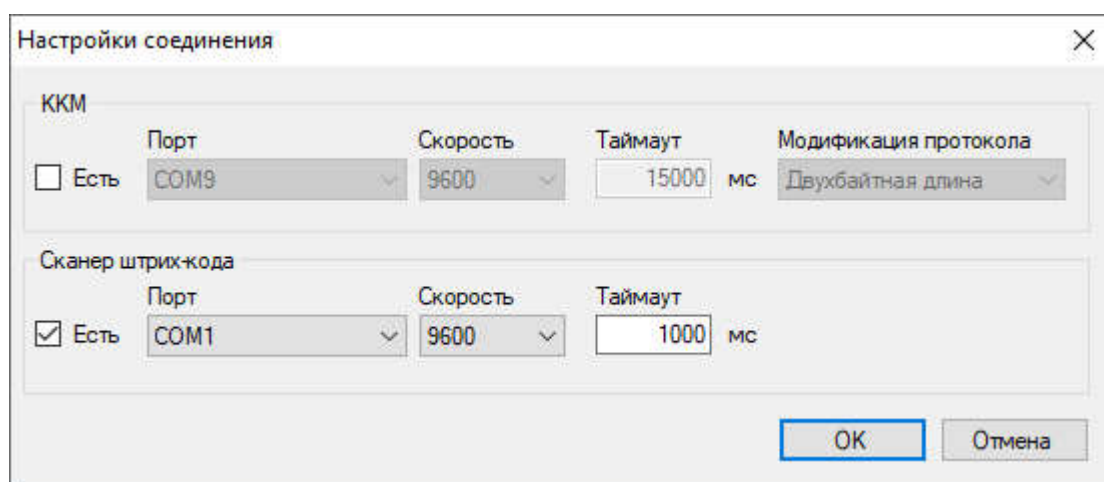 Настройки соединения
ККМ
Порт Скорость Таймаут Модификация протокола
Есть COM9 9600 15000 мс Двухбайтная длина
Сканер штрих-кода
Порт Скорость Таймаут
Есть COM1 9600 1000 мс
OK Отмена